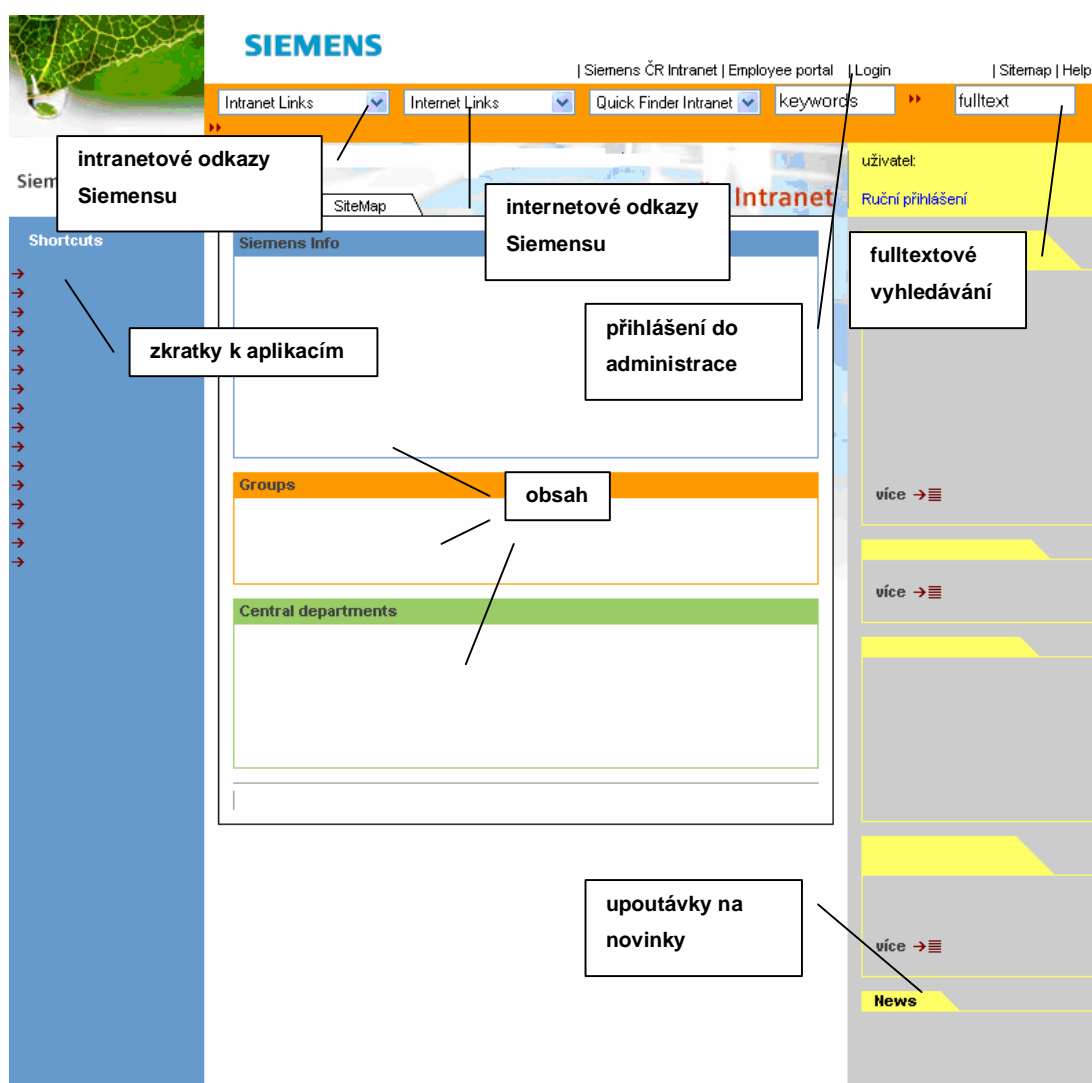 SIEMENS
| Siemens ČR Intranet | Employee portal | Login | Sitemap | Help
Intranet Links Internet Links Quick Finder Intranet keywords fulltext
intranetové odkazy
Siemensu
uživatel:
Siem
SiteMap
internetové odkazy
Siemensu
Intranet
Ruční přihlášení
Shortcuts
Siemens Info
fulltextové
vyhledávání
přihlášení do
administrace
zkratky k aplikacím
Groups
obsah
více
více
Central departments
upoutávky na
novinky
více
News